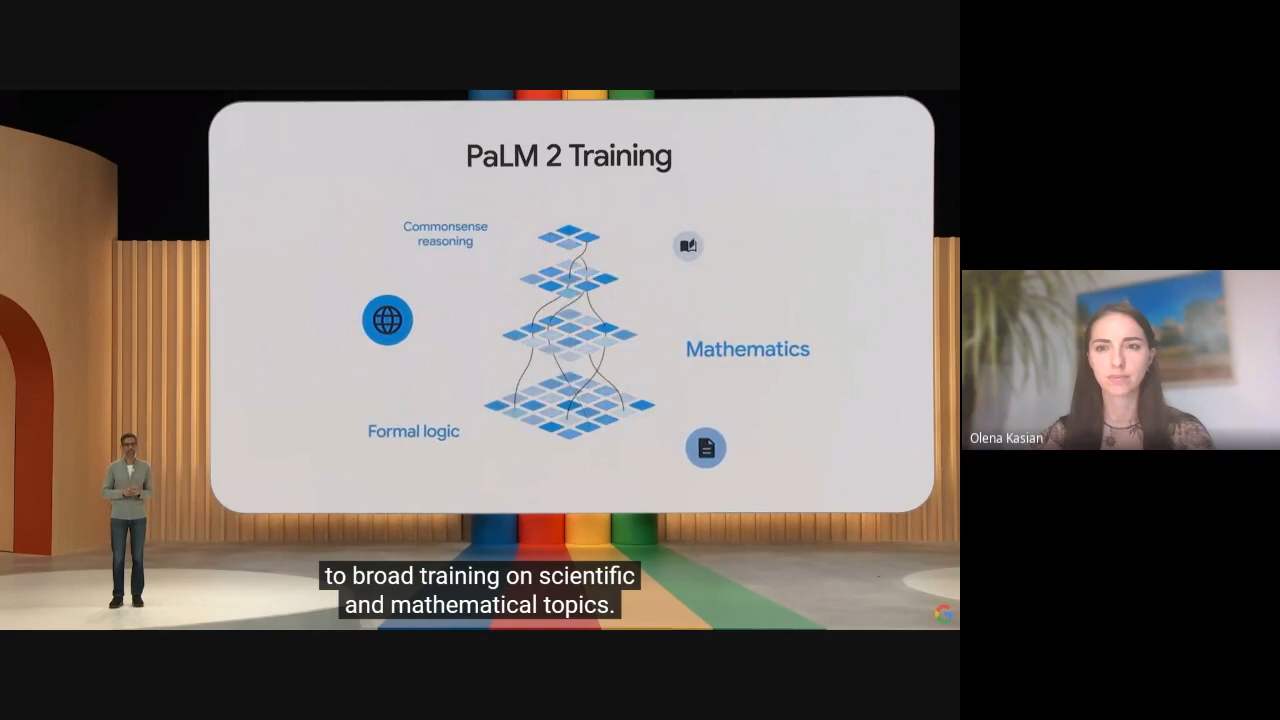 PaLM 2 Training
Commonsense
reasoning
Mathematics
Formal logic
to broad training on scientific
and mathematical topics.
Olena Kasian